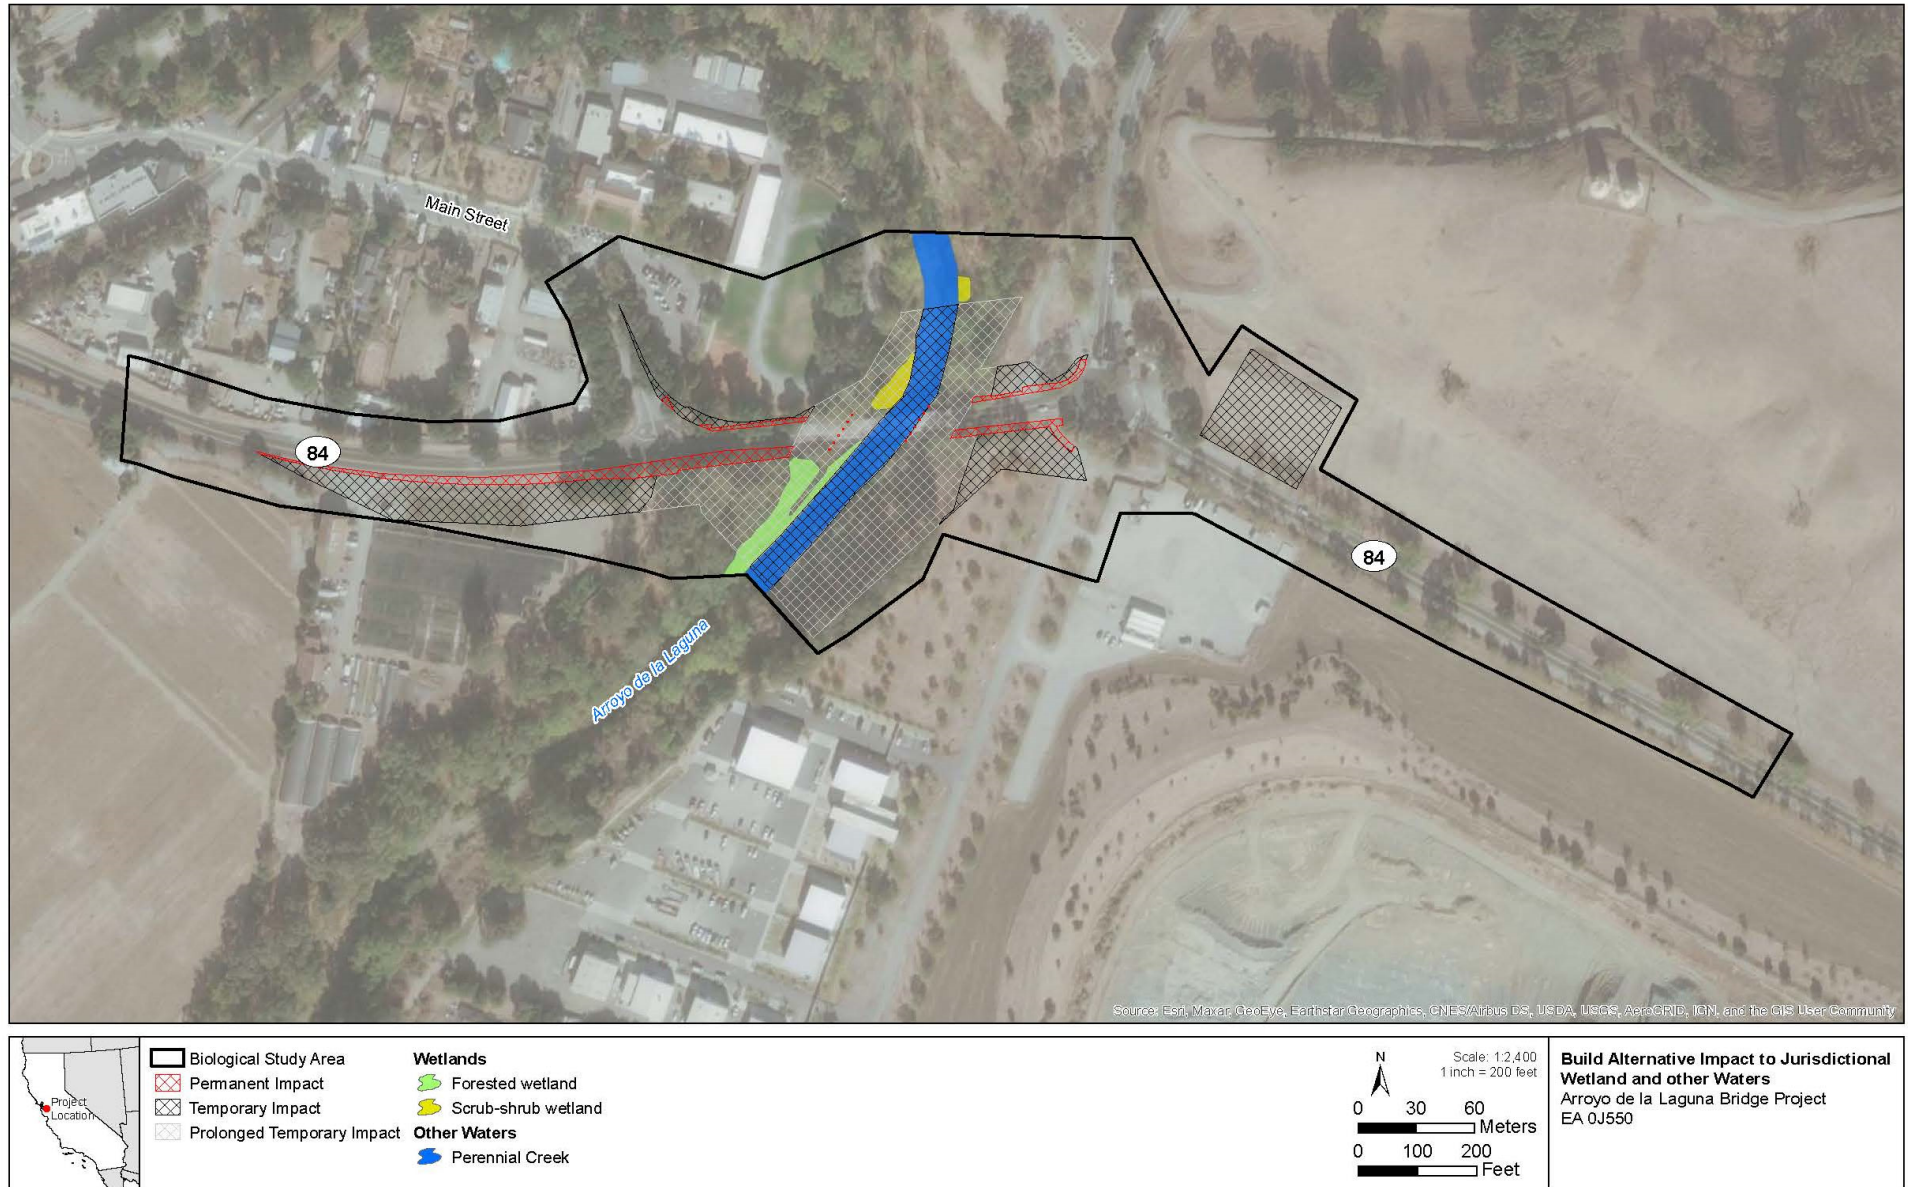 Main Street
84
84
Arroyo de la Laguna
Source: Esri, Maxar, GeoEye, Earthstar Geographics, CNES/Airbus DS, USDA, USGS, AeroGRID, IGN, and the GIS User Community
Project
Location
Biological Study Area
Permanent Impact
Temporary Impact
Prolonged Temporary Impact
Wetlands
Forested wetland
Scrub-shrub wetland
Other Waters
Perennial Creek
N
Scale: 1:2,400
1 inch = 200 feet
0 30 60
Meters
0 100 200
Feet
Build Alternative Impact to Jurisdictional
Wetland and other Waters
Arroyo de la Laguna Bridge Project
EA 0J550